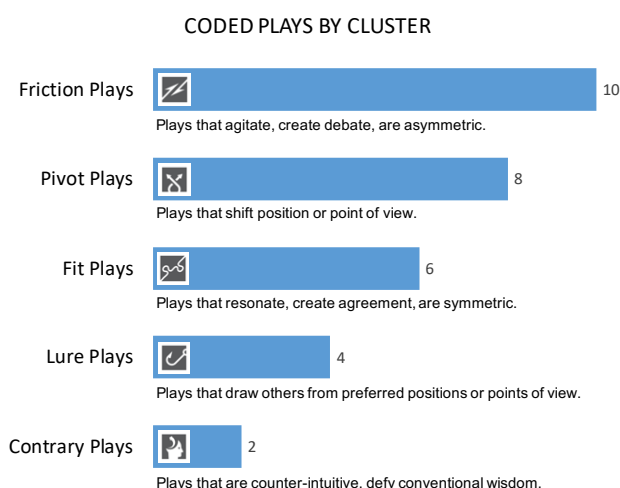 CODED PLAYS BY CLUSTER
Friction Plays
10
Plays that agitate, create debate, are asymmetric.
Pivot Plays
8
Plays that shift position or point of view.
Fit Plays
6
Plays that resonate, create agreement, are symmetric.
Lure Plays
4
Plays that draw others from preferred positions or points of view.
Contrary Plays
2
Plays that are counter-intuitive, defy conventional wisdom.